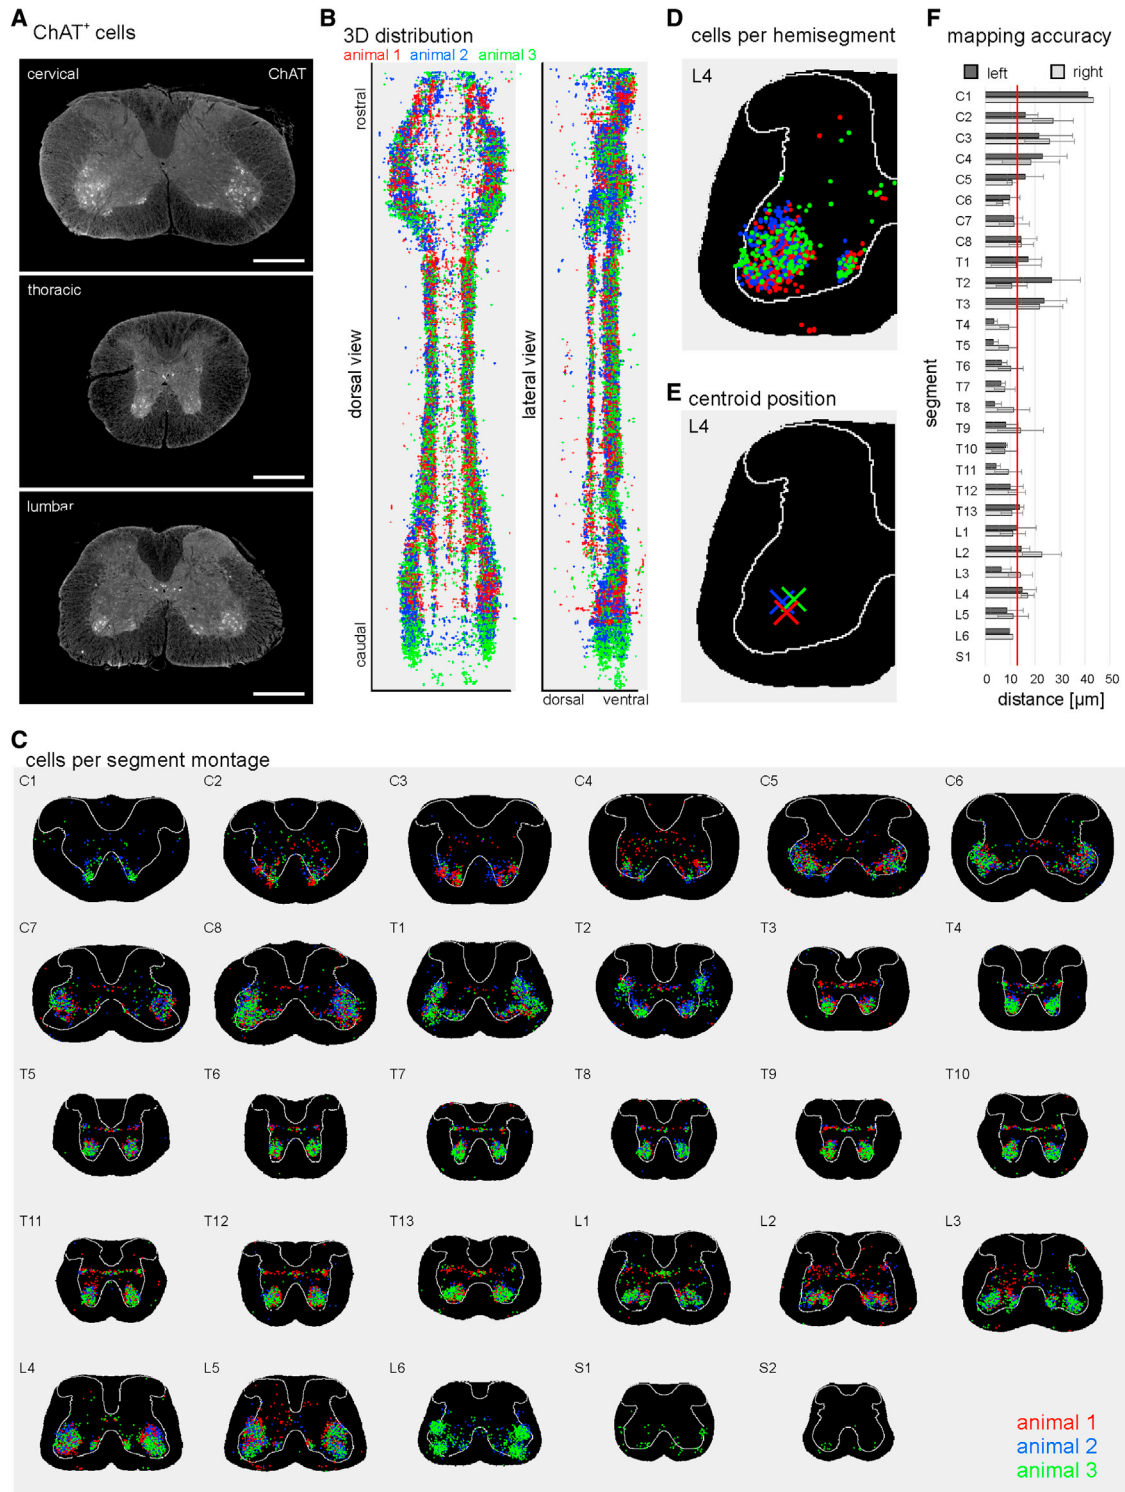 A
ChAT+ cells
cervical
ChAT
thoracic
lumbar
B
3D distribution
animal 1 animal 2 animal 3
rostral
dorsal view
caudal
lateral view
dorsal ventral
D
cells per hemisegment
L4
E
centroid position
L4
F
mapping accuracy
left right
segment
C1
C2
C3
C4
C5
C6
C7
C8
T1
T2
T3
T4
T5
T6
T7
T8
T9
T10
T11
T12
T13
L1
L2
L3
L4
L5
L6
S1
0 10 20 30 40 50
distance [µm]
C
cells per segment montage
C1 C2 C3 C4 C5 C6
C7 C8 T1 T2 T3 T4
T5 T6 T7 T8 T9 T10
T11 T12 T13 L1 L2 L3
L4 L5 L6 S1 S2
animal 1
animal 2
animal 3